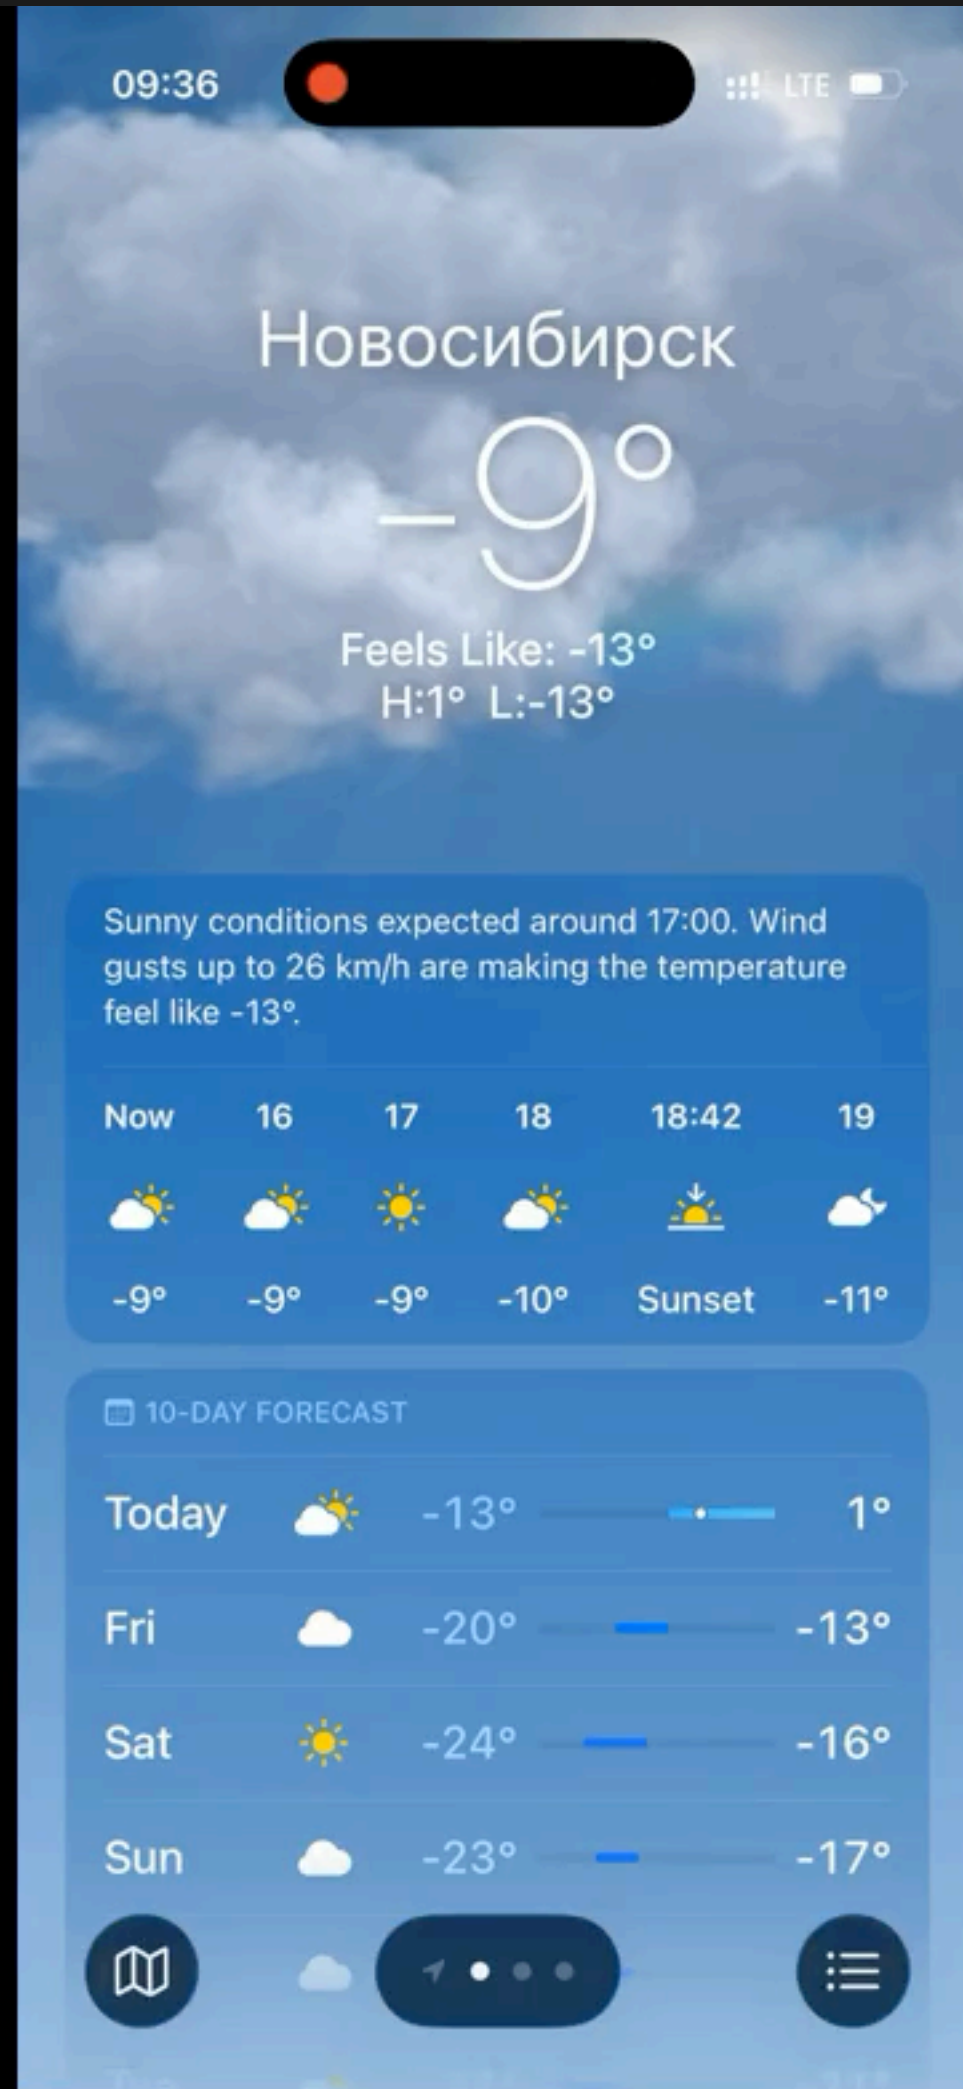 09:36 LTE
Новосибирск
-9°
Feels Like: -13°
H:1° L:-13°
Sunny conditions expected around 17:00. Wind
gusts up to 26 km/h are making the temperature
feel like -13°.
Now 16 17 18 18:42 19
-9° -9° -9° -10° Sunset -11°
10-DAY FORECAST
Today -13° 1°
Fri -20° -13°
Sat -24° -16°
Sun -23° -17°